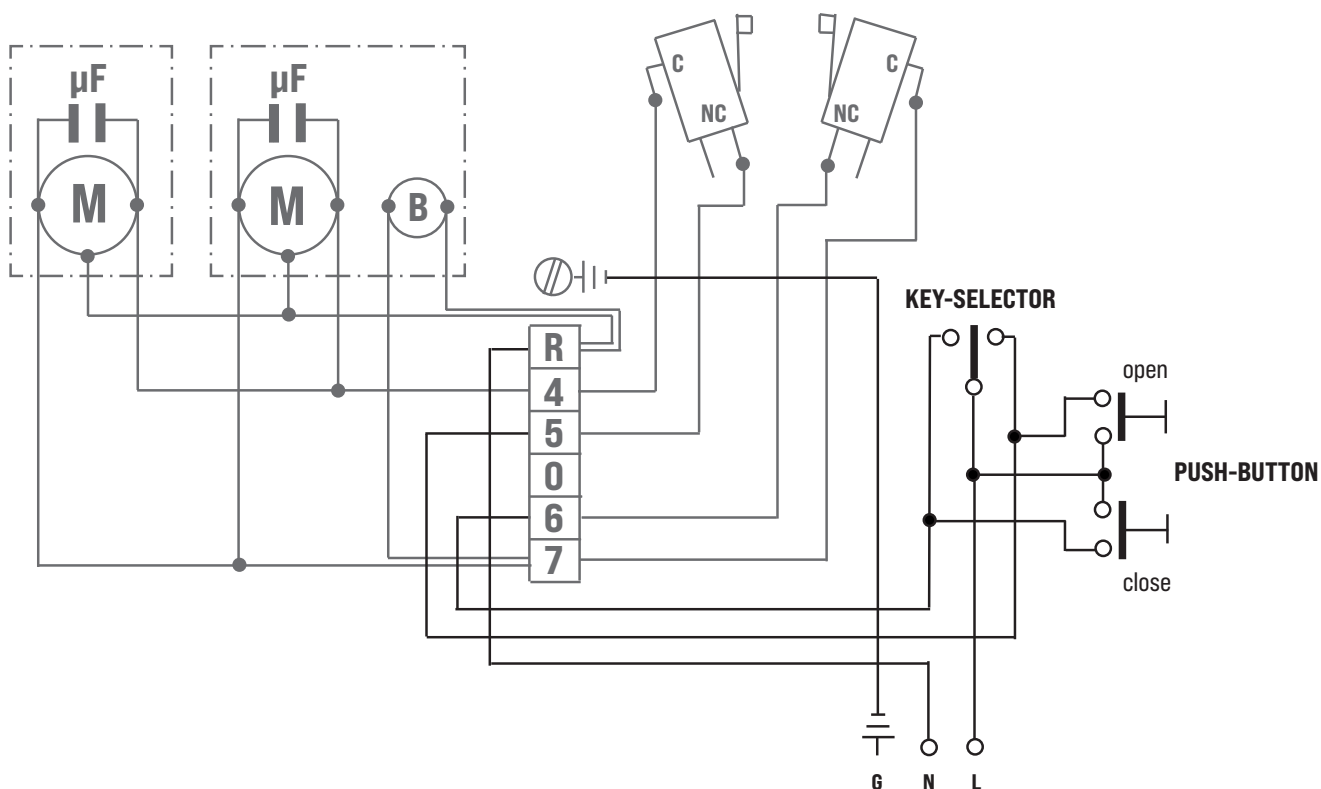 µF
µF
M
M
B
C
NC
C
NC
R
4
5
0
6
7
KEY-SELECTOR
open
PUSH-BUTTON
close
G N L